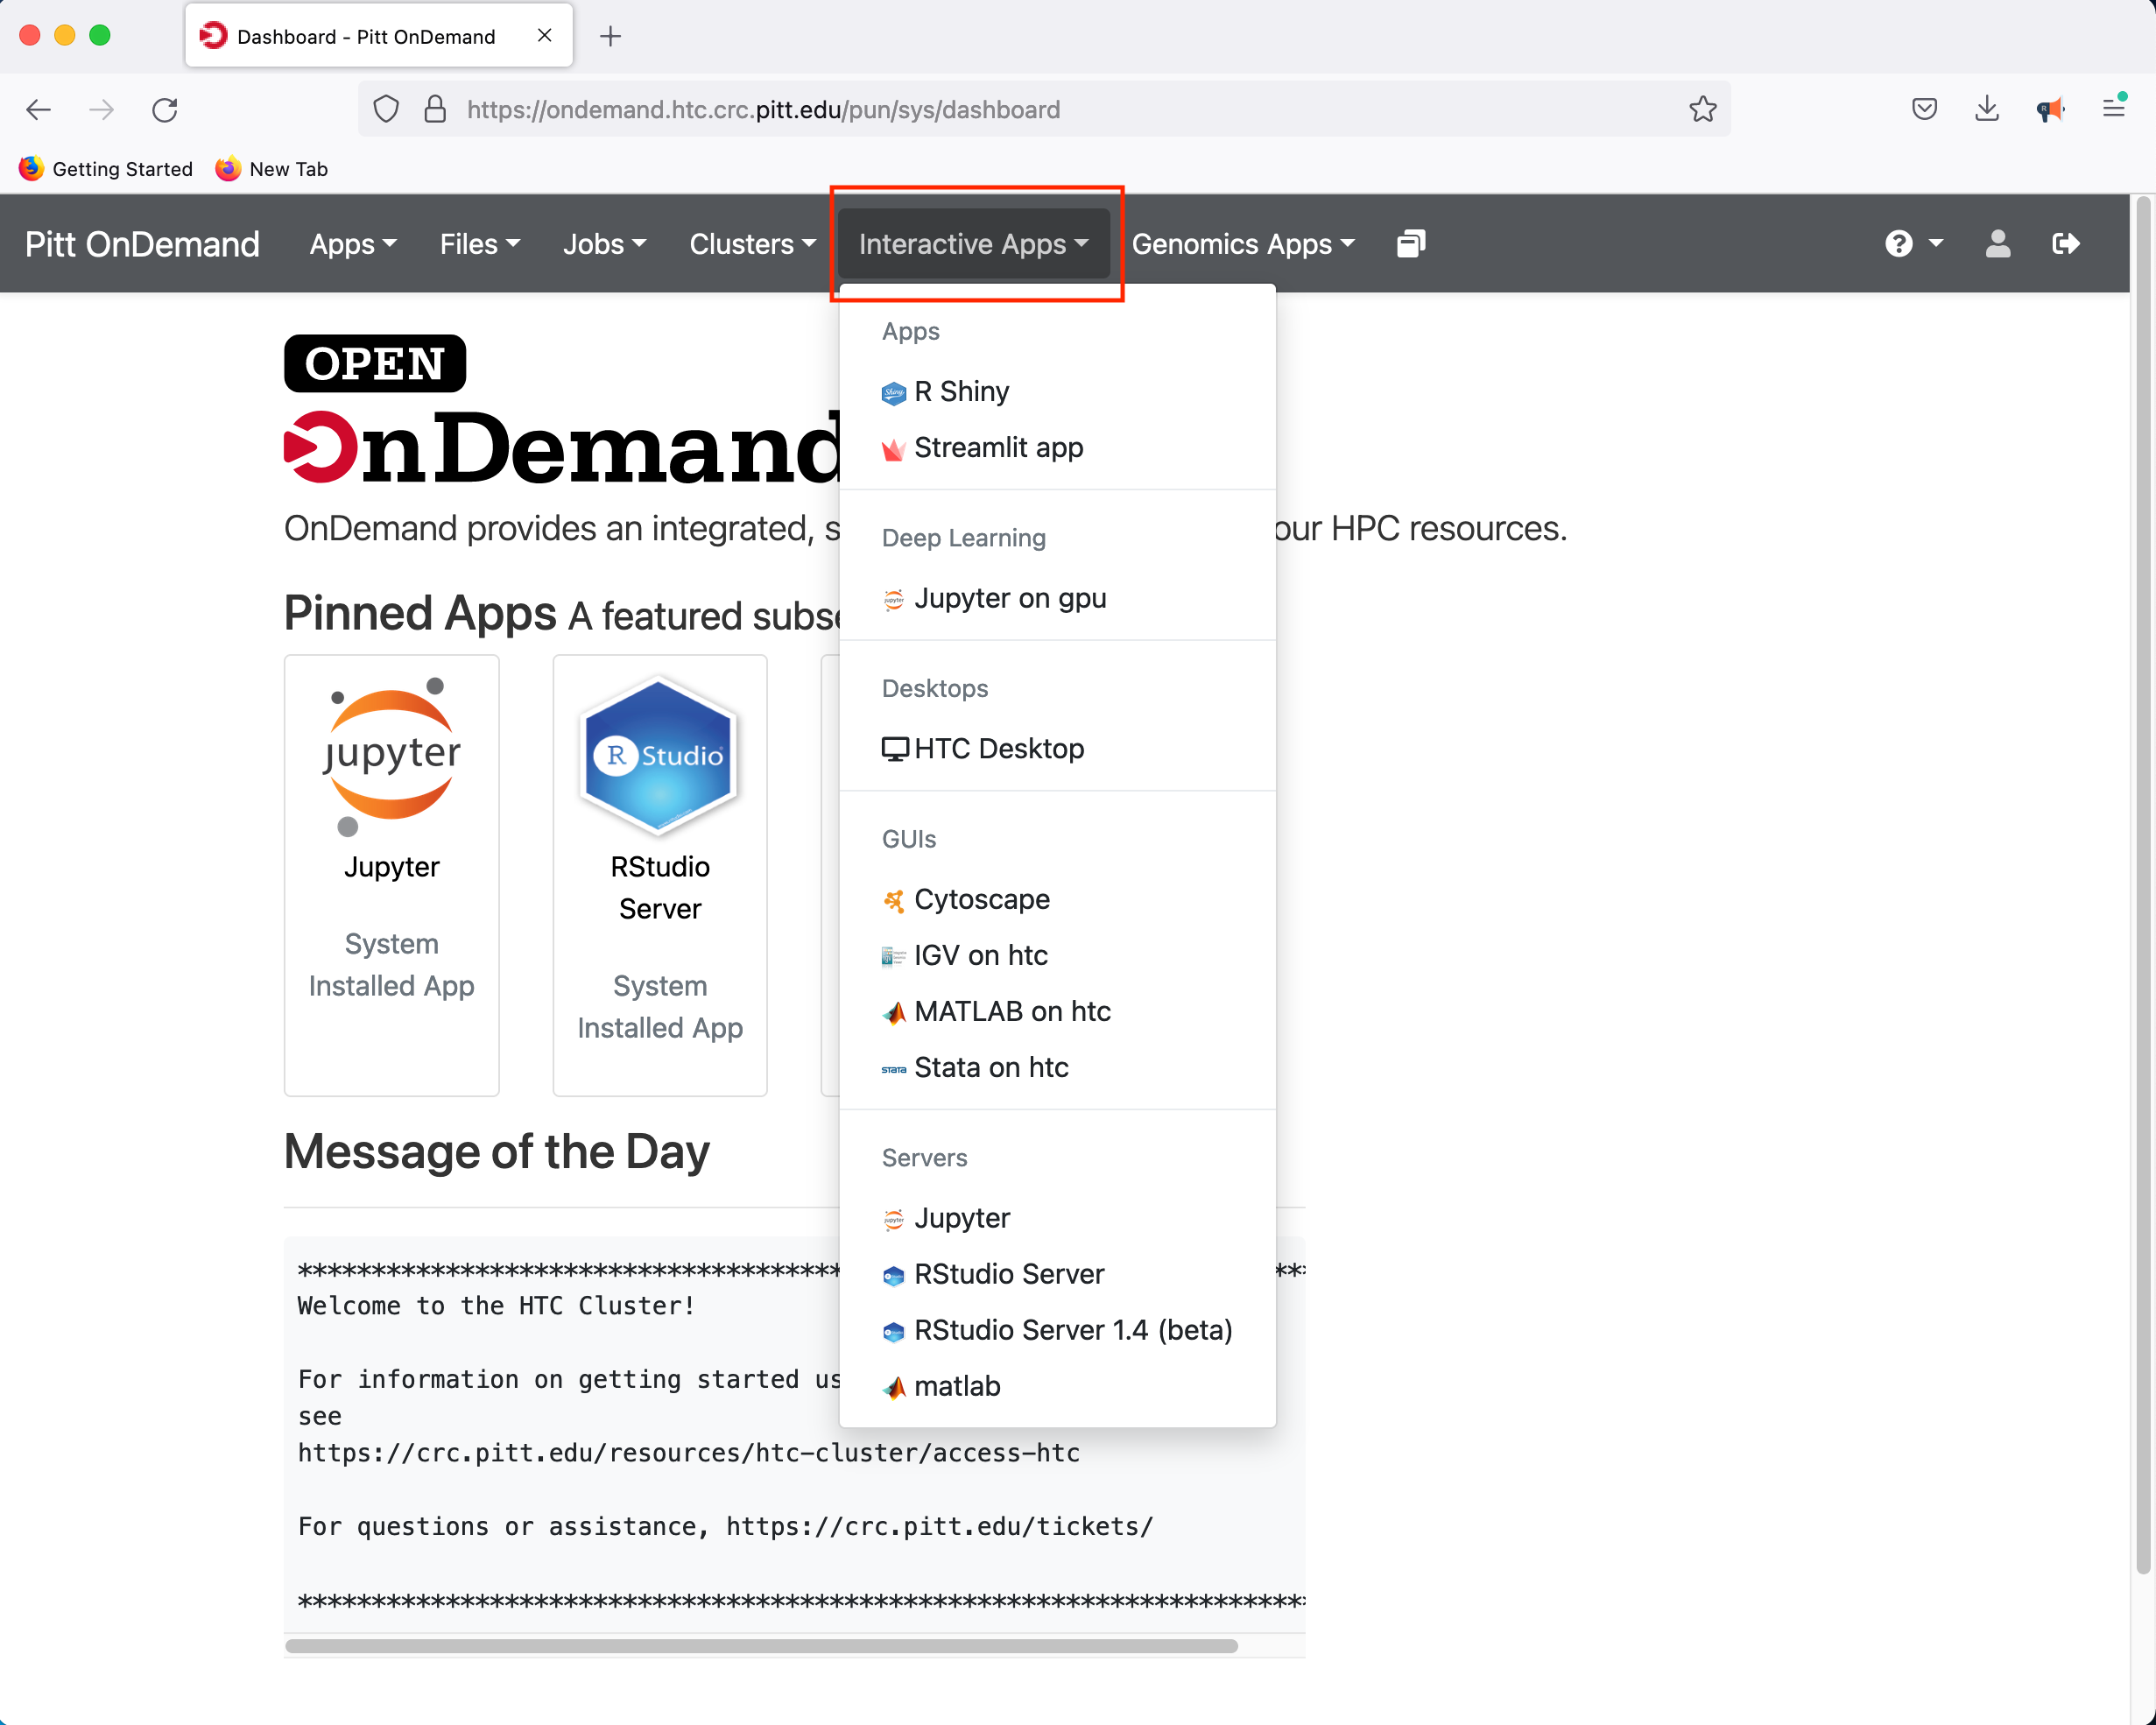 Dashboard - Pitt OnDemand
https://ondemand.htc.crc.pitt.edu/pun/sys/dashboard
Getting Started
New Tab
Pitt OnDemand
Apps
Files
Jobs
Clusters
Interactive Apps
Genomics Apps
OPEN
OnDemand
OnDemand provides an integrated, s
our HPC resources.
Pinned Apps A featured subse
jupyter
Jupyter
System
Installed App
R Studio
RStudio
Server
System
Installed App
Apps
R Shiny
Streamlit app
Deep Learning
Jupyter on gpu
Desktops
HTC Desktop
GUIs
Cytoscape
IGV on htc
MATLAB on htc
STATA
Stata on htc
Servers
Jupyter
RStudio Server
RStudio Server 1.4 (beta)
matlab
Message of the Day
Welcome to the HTC Cluster!
For information on getting started us
see
https://crc.pitt.edu/resources/htc-cluster/access-htc
For questions or assistance, https://crc.pitt.edu/tickets/